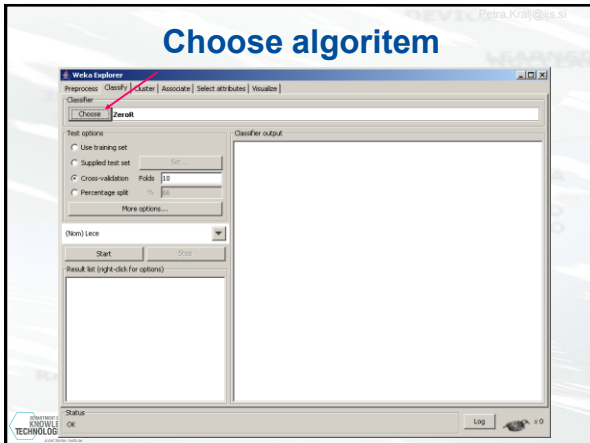 Petra.Kralj@ijs.si
Choose algoritem
Weka Explorer
Preprocess Classify Cluster Associate Select attributes Visualize
Classifier
Choose ZeroR
Test options
Use training set
Supplied test set Set...
Cross-validation Folds 10
Percentage split % 66
More options...
(Nom) Lece
Start Stop
Result list (right-click for options)
Classifier output
Status
OK
Log x 0
KNOWL
TECHNOLOG